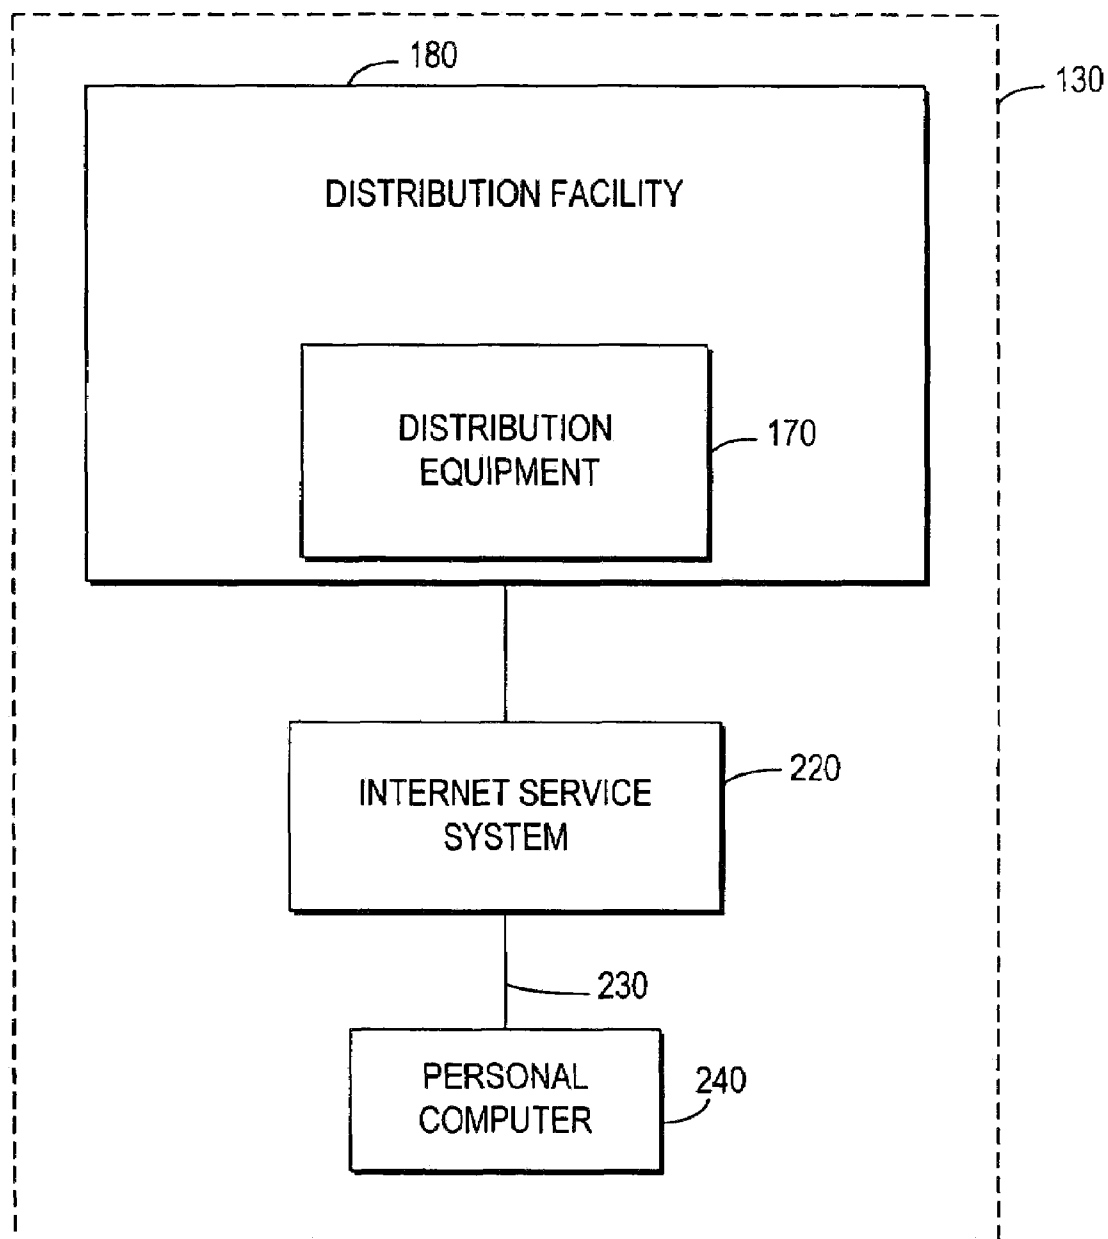 180
130
DISTRIBUTION FACILITY
DISTRIBUTION
EQUIPMENT
170
INTERNET SERVICE
SYSTEM
220
230
PERSONAL
COMPUTER
240